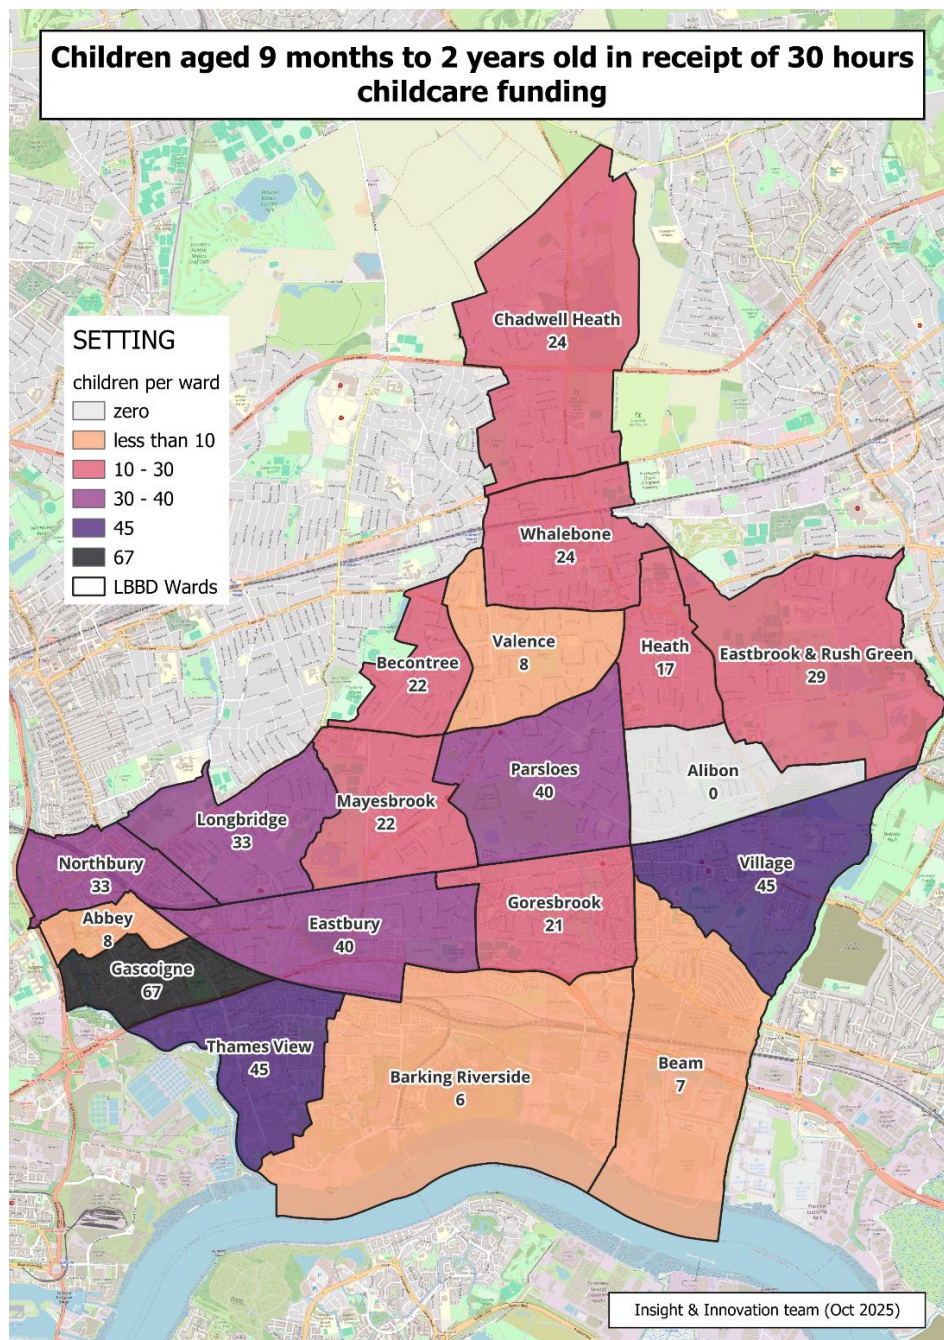 Children aged 9 months to 2 years old in receipt of 30 hours
childcare funding
SETTING
children per ward
zero
less than 10
10 - 30
30 - 40
45
67
LBBD Wards
Chadwell Heath
24
Whalebone
24
Valence
8
Heath
17
Eastbrook & Rush Green
29
Becontree
22
Parsloes
40
Alibon
0
Mayesbrook
22
Longbridge
33
Northbury
33
Village
45
Abbey
8
Eastbury
40
Goresbrook
21
Gascoigne
67
Thames View
45
Barking Riverside
6
Beam
7
Insight & Innovation team (Oct 2025)